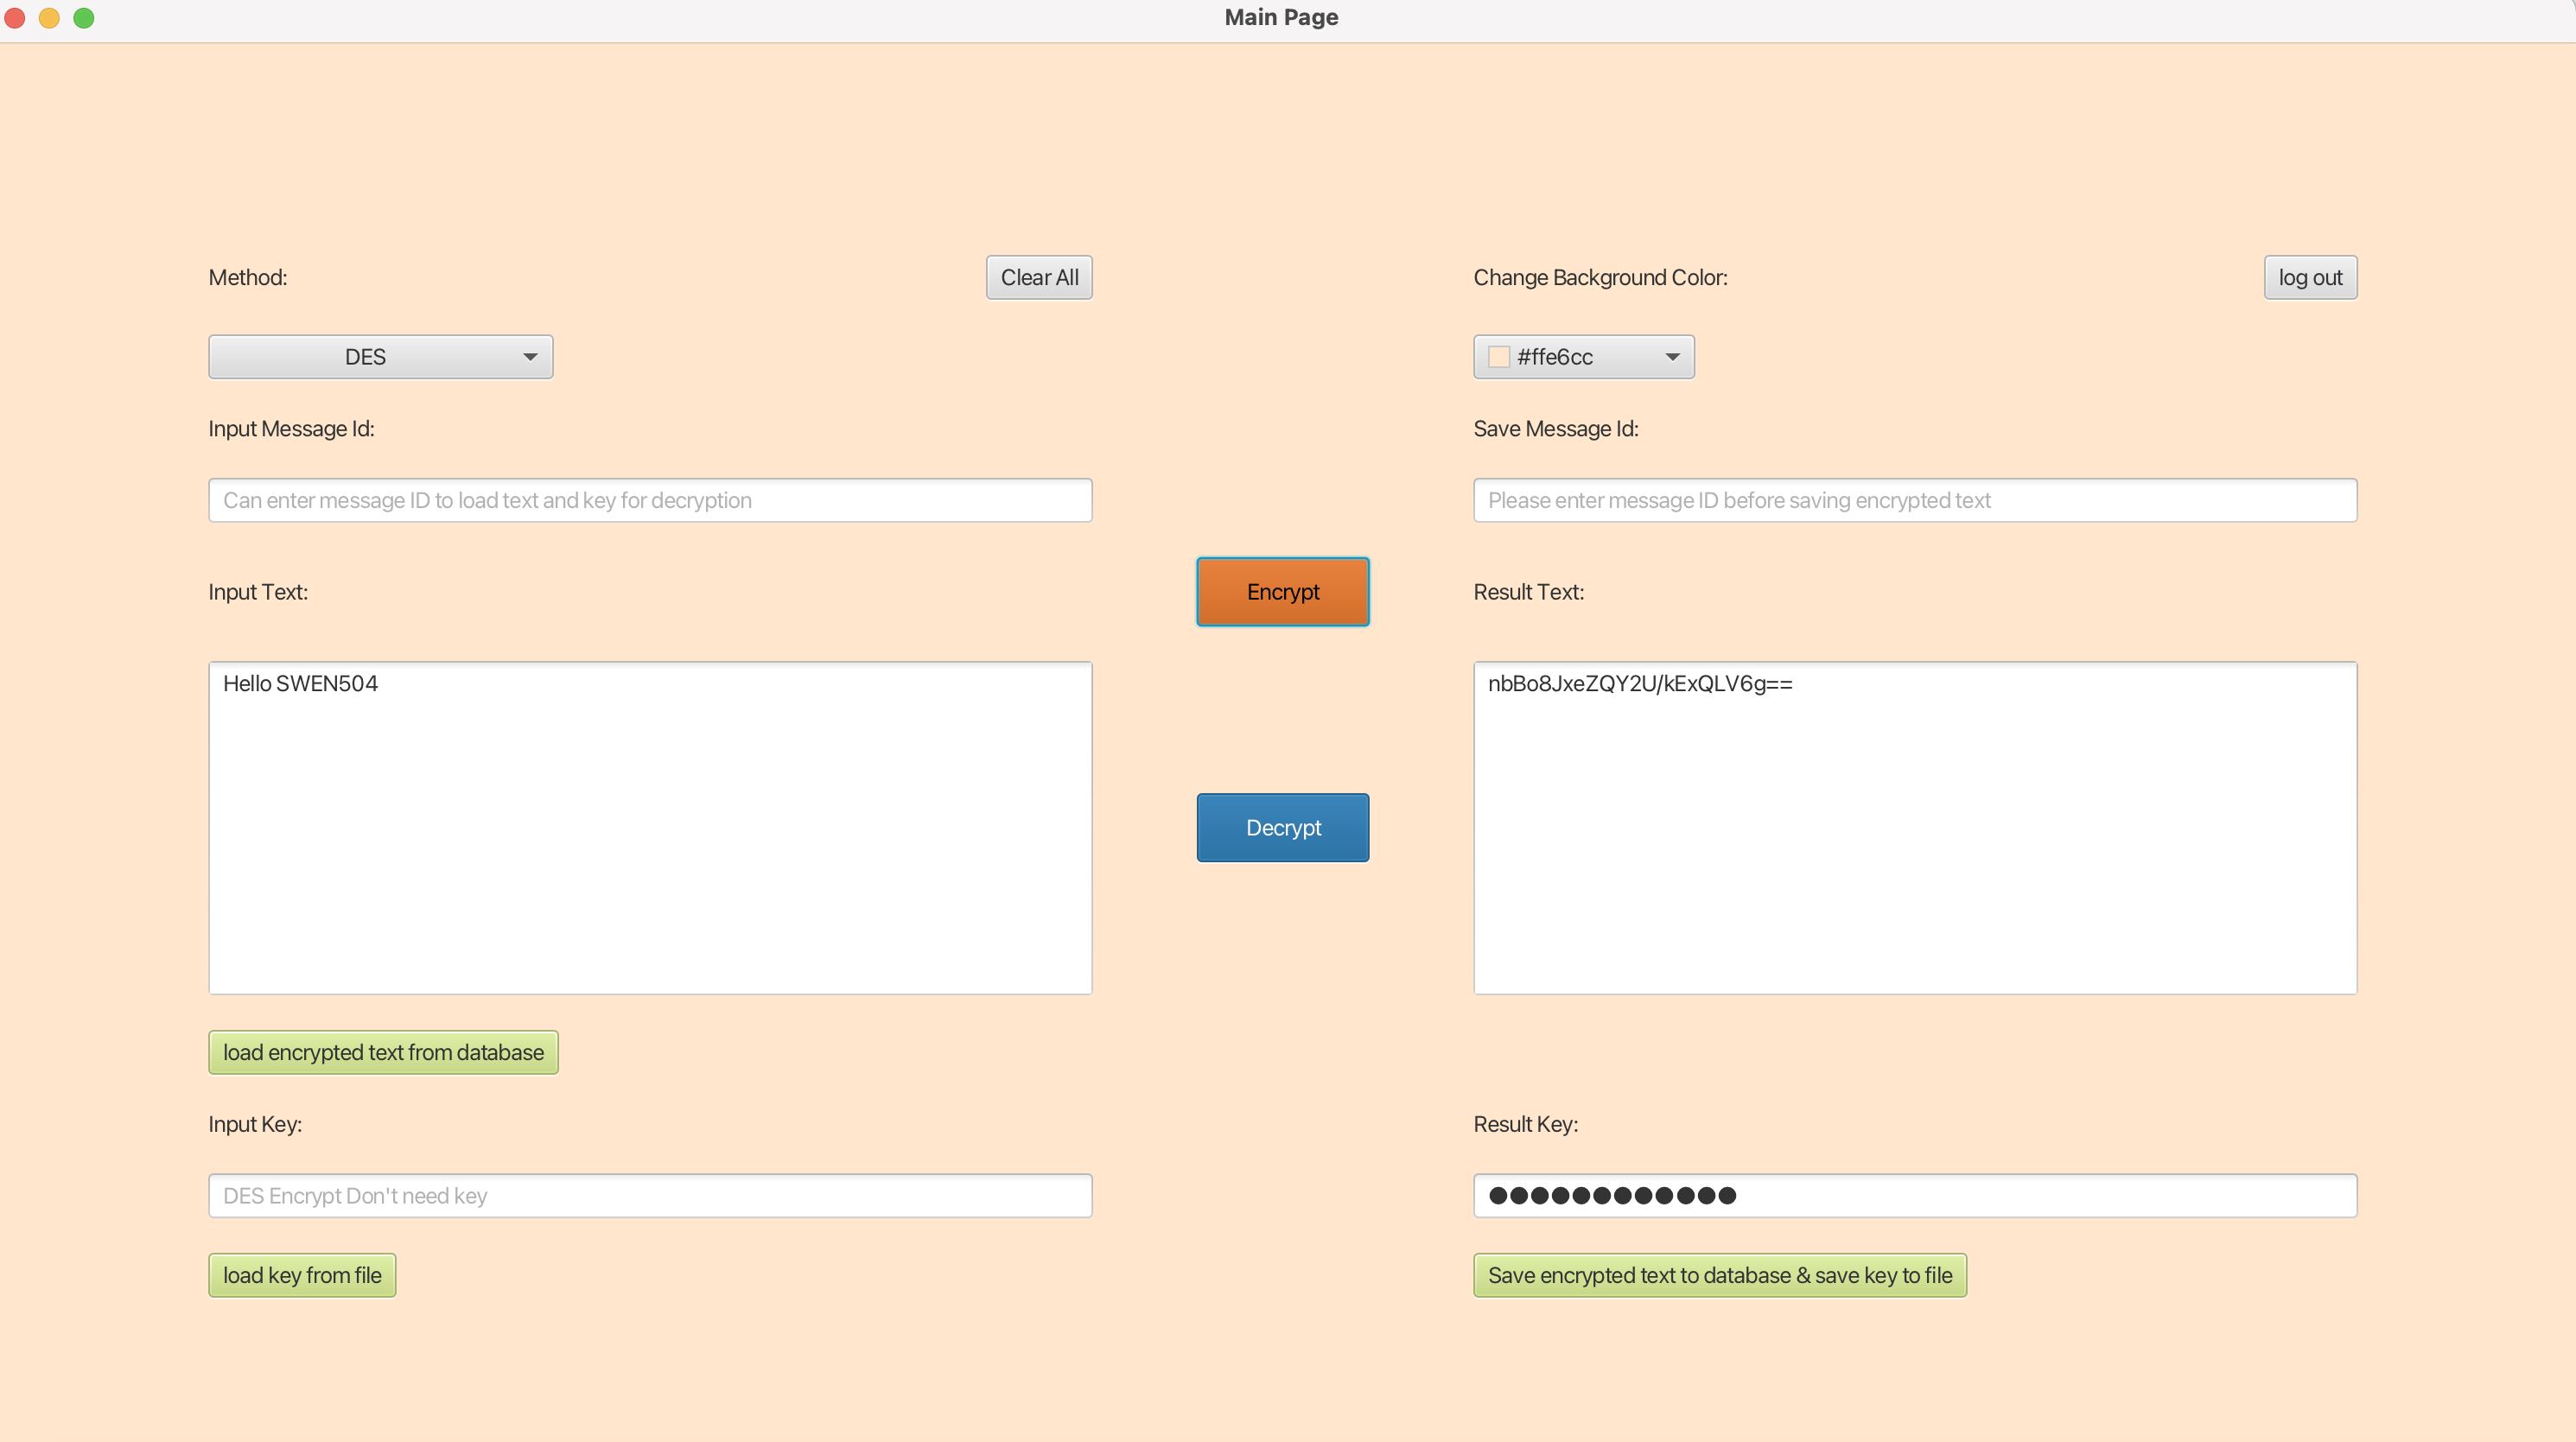 Main Page
Method:
Clear All
Change Background Color:
log out
DES
#ffe6cc
Input Message Id:
Save Message Id:
Can enter message ID to load text and key for decryption
Please enter message ID before saving encrypted text
Input Text:
Encrypt
Result Text:
Hello SWEN504
nbBo8JxeZQY2U/kExQLV6g==
Decrypt
load encrypted text from database
Input Key:
Result Key:
DES Encrypt Don't need key
●●●●●●●●●●●●
load key from file
Save encrypted text to database & save key to file